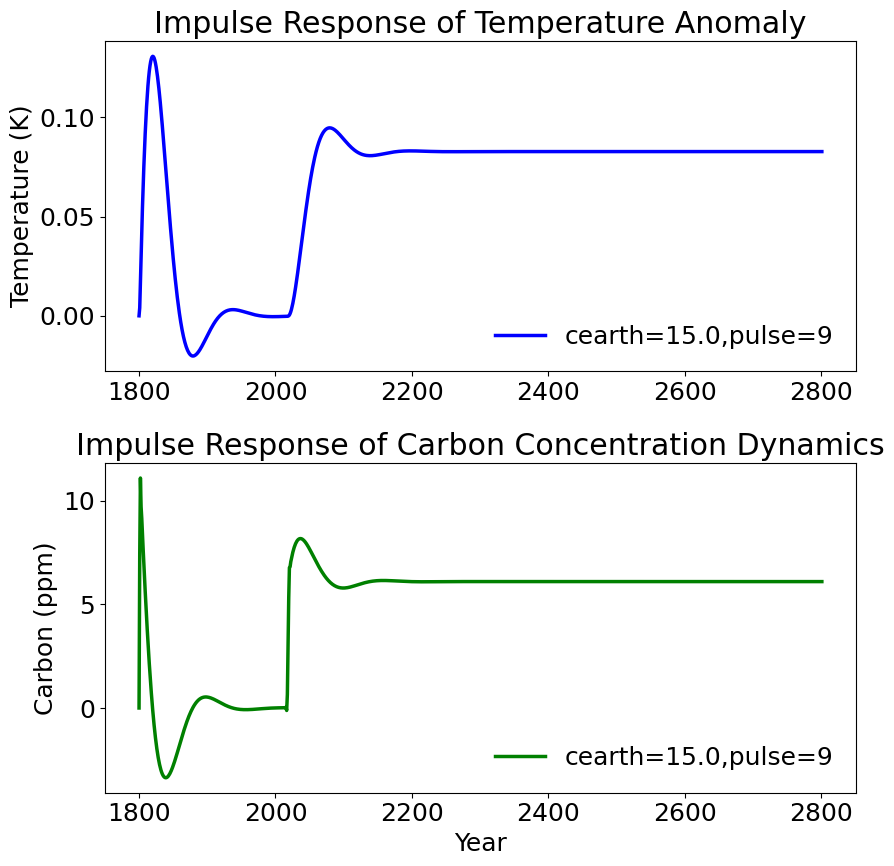 Impulse Response of Temperature Anomaly
Temperature (K)
0.10
0.05
0.00
cearth=15.0,pulse=9
1800 2000 2200 2400 2600 2800
Impulse Response of Carbon Concentration Dynamics
Carbon (ppm)
10
5
0
cearth=15.0,pulse=9
1800 2000 2200 2400 2600 2800
Year